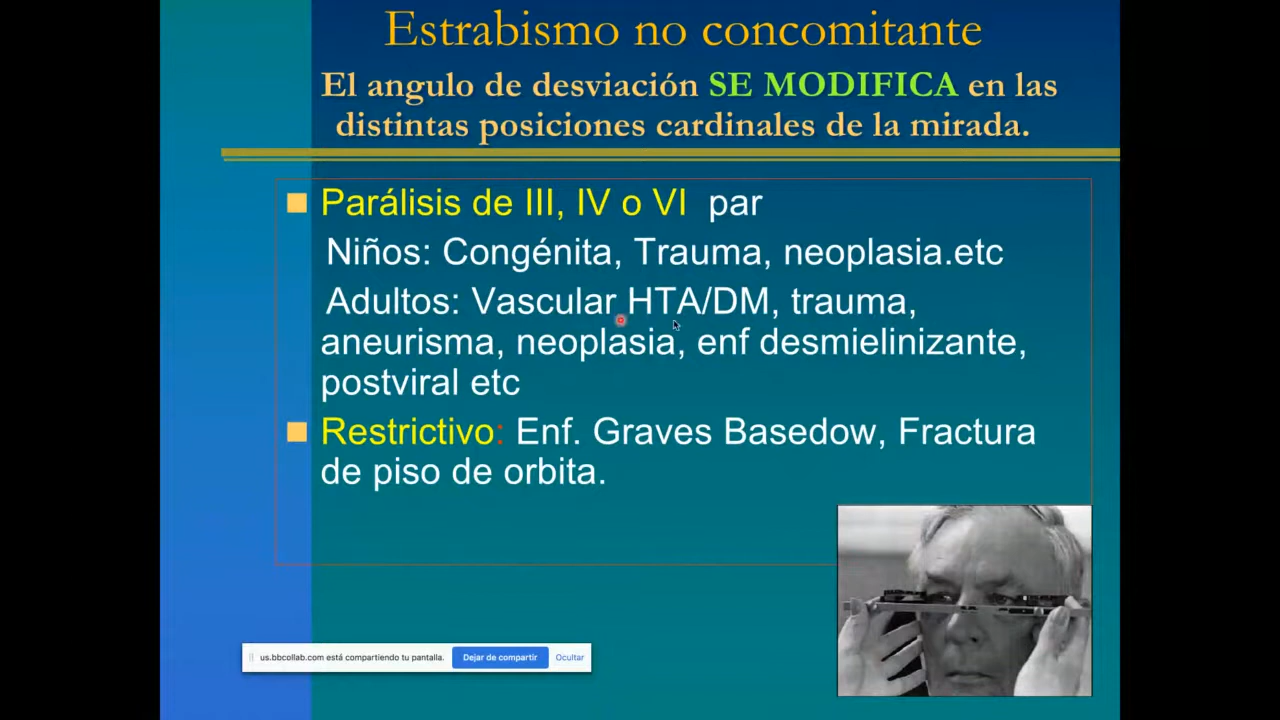 Estrabismo no concomitante
El angulo de desviación SE MODIFICA en las
distintas posiciones cardinales de la mirada.
Parálisis de III, IV o VI par
Niños: Congénita, Trauma, neoplasia.etc
Adultos: Vascular HTA/DM, trauma,
aneurisma, neoplasia, enf desmielinizante,
postviral etc
Restrictivo: Enf. Graves Basedow, Fractura
de piso de orbita.
us.bbcollab.com está compartiendo tu pantalla. Dejar de compartir Ocultar